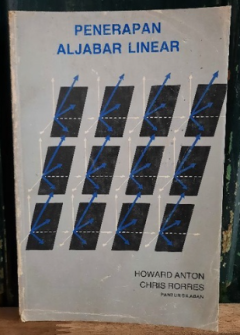 PENERAPAN
ALJABAR LINEAR
HOWARD ANTON
CHRIS RORRES